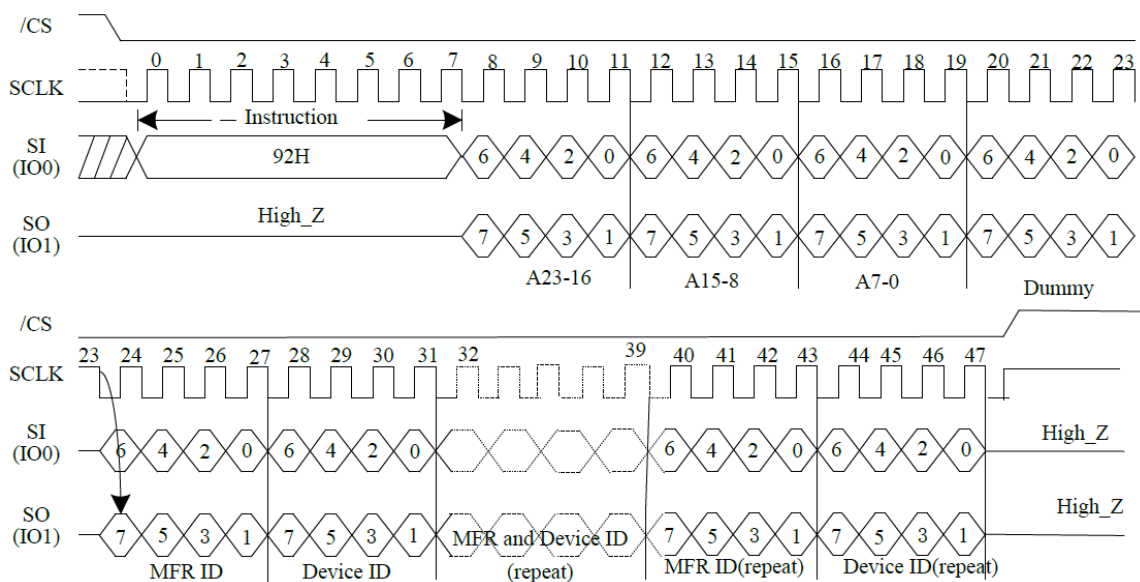 /CS
0 1 2 3 4 5 6 7 8 9 10 11 12 13 14 15 16 17 18 19 20 21 22 23
SCLK
Instruction
SI
(IO0)
92H
6 4 2 0 6 4 2 0 6 4 2 0 6 4 2 0
SO
(IO1)
High_Z
7 5 3 1 7 5 3 1 7 5 3 1 7 5 3 1
A23-16 A15-8 A7-0 Dummy
/CS
23 24 25 26 27 28 29 30 31 32 39 40 41 42 43 44 45 46 47
SCLK
SI
(IO0)
6 4 2 0 6 4 2 0 6 4 2 0 6 4 2 0
High_Z
SO
(IO1)
7 5 3 1 7 5 3 1 MFR and Device ID 7 5 3 1 7 5 3 1
High_Z
MFR ID Device ID (repeat) MFR ID(repeat) Device ID(repeat)